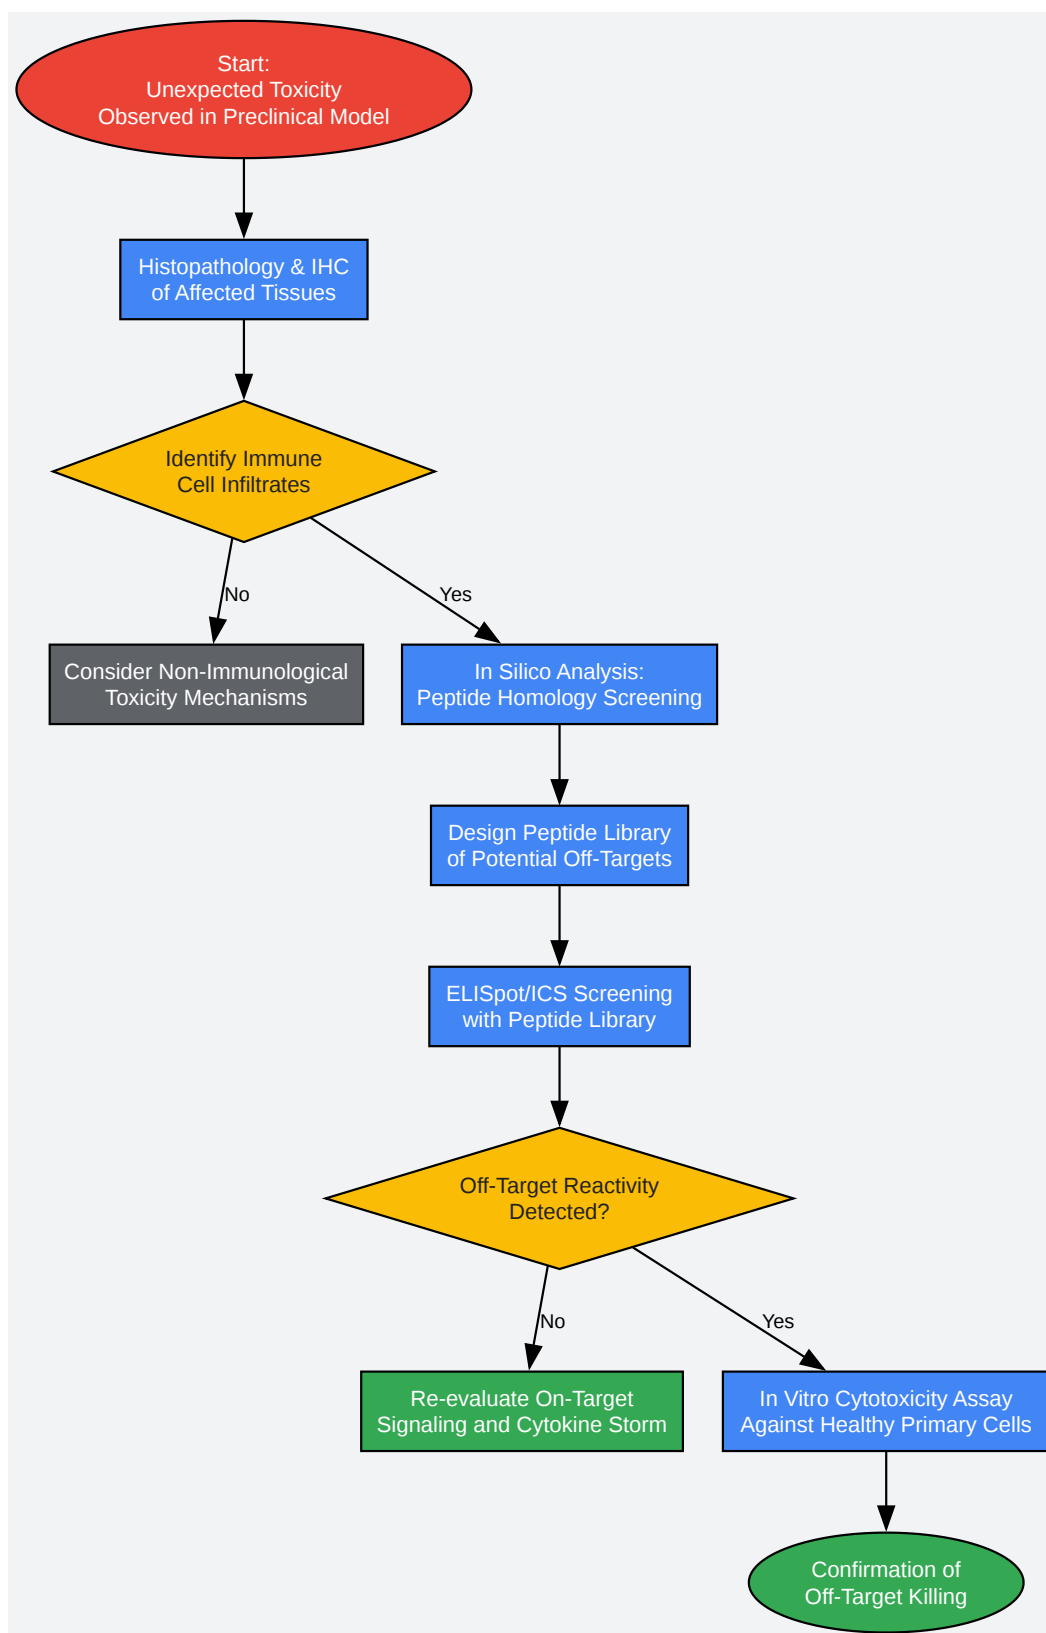 Start:
Unexpected Toxicity
Observed in Preclinical Model
Histopathology & IHC
of Affected Tissues
Identify Immune
Cell Infiltrates
No
Yes
Consider Non-Immunological
Toxicity Mechanisms
In Silico Analysis:
Peptide Homology Screening
Design Peptide Library
of Potential Off-Targets
ELISpot/ICS Screening
with Peptide Library
Off-Target Reactivity
Detected?
No
Yes
Re-evaluate On-Target
Signaling and Cytokine Storm
In Vitro Cytotoxicity Assay
Against Healthy Primary Cells
Confirmation of
Off-Target Killing